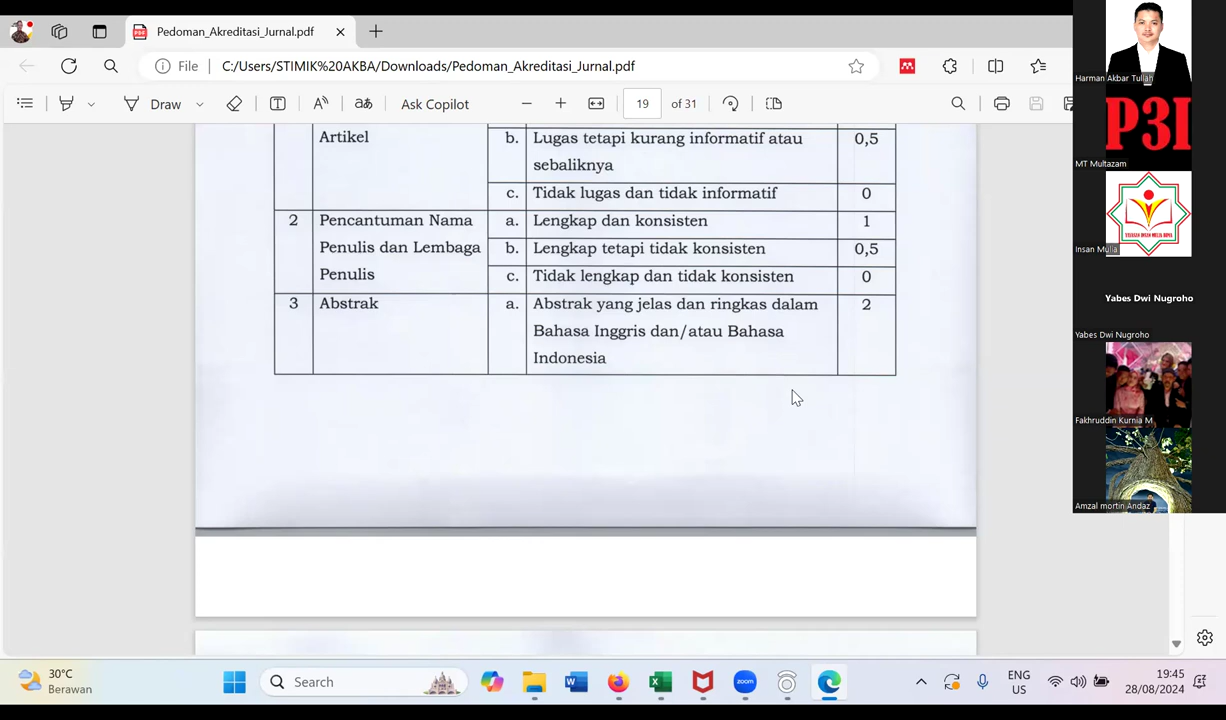 Pedoman_Akreditasi_Jurnal.pdf
File
C:/Users/STIMIK%20AKBA/Downloads/Pedoman_Akreditasi_Jurnal.pdf
Draw
Ask Copilot
19
of 31
Artikel
b. Lugas tetapi kurang informatif atau
sebaliknya
0,5
c. Tidak lugas dan tidak informatif
0
2 Pencantuman Nama
Penulis dan Lembaga
Penulis
a. Lengkap dan konsisten
1
b. Lengkap tetapi tidak konsisten
0,5
c. Tidak lengkap dan tidak konsisten
0
3 Abstrak
a. Abstrak yang jelas dan ringkas dalam
Bahasa Inggris dan/atau Bahasa
Indonesia
2
Harman Akbar Tullah
P3I
MT Multazam
Insan Mulia
Yabes Dwi Nugroho
Yabes Dwi Nugroho
Fakhruddin Kurnia M
Amzal mortin Andaz
30°C
Berawan
Search
zoom
ENG
US
19:45
28/08/2024